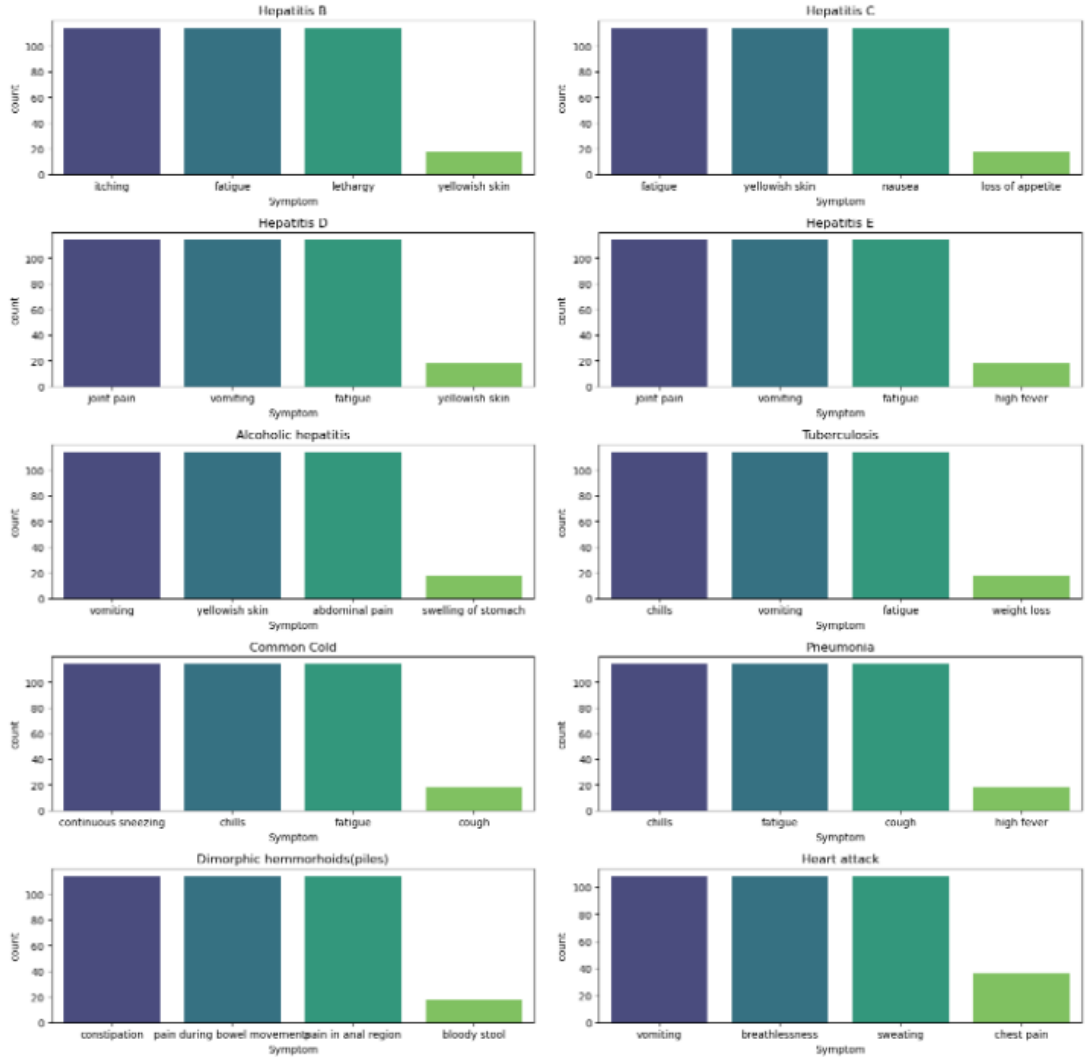 Hepatitis B
count
100
80
60
40
20
0
itching fatigue lethargy yellowish skin
Symptom
Hepatitis C
count
100
80
60
40
20
0
fatigue yellowish skin nausea loss of appetite
Symptom
Hepatitis D
count
100
80
60
40
20
0
joint pain vomiting fatigue yellowish skin
Symptom
Hepatitis E
count
100
80
60
40
20
0
joint pain vomiting fatigue high fever
Symptom
Alcoholic hepatitis
count
100
80
60
40
20
0
vomiting yellowish skin abdominal pain swelling of stomach
Symptom
Tuberculosis
count
100
80
60
40
20
0
chills vomiting fatigue weight loss
Symptom
Common Cold
count
100
80
60
40
20
0
continuous sneezing chills fatigue cough
Symptom
Pneumonia
count
100
80
60
40
20
0
chills fatigue cough high fever
Symptom
Dimorphic hemmorhoids(piles)
count
100
80
60
40
20
0
constipation pain during bowel movements pain in anal region bloody stool
Symptom
Heart attack
count
100
80
60
40
20
0
vomiting breathlessness sweating chest pain
Symptom